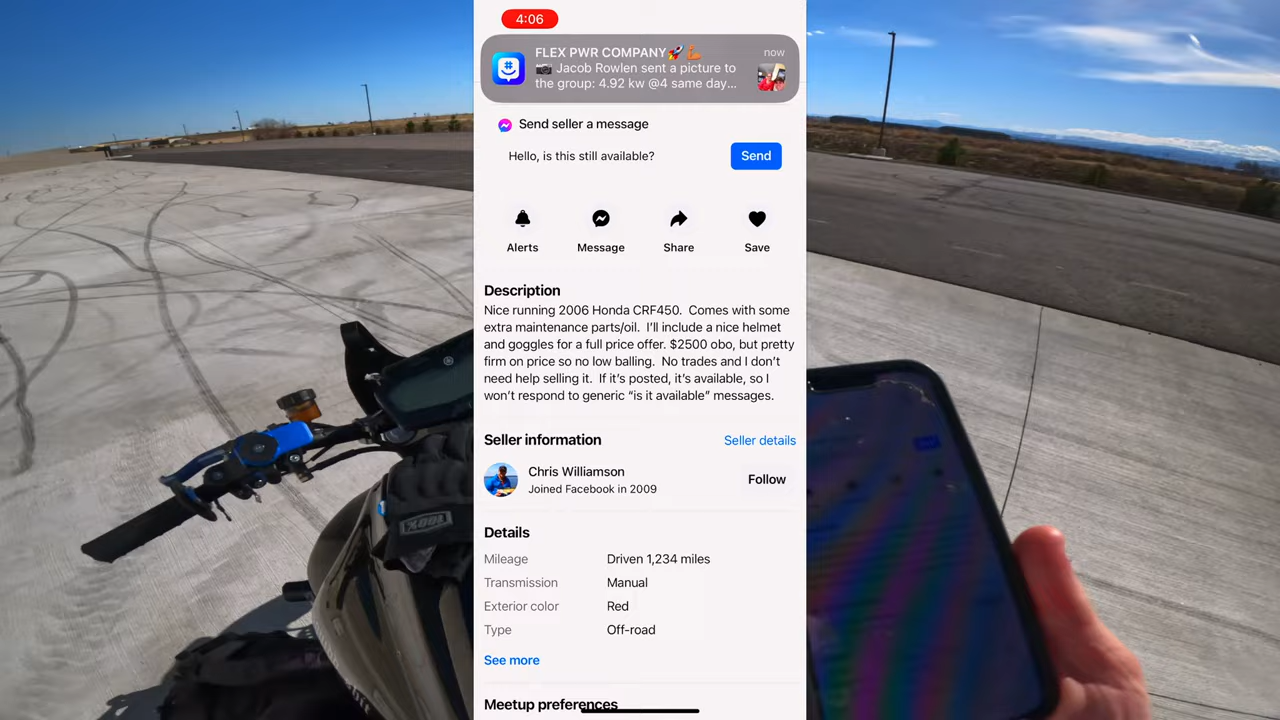 4:06
FLEX PWR COMPANY🚀💪
now
📷 Jacob Rowlen sent a picture to
the group: 4.92 kw @4 same day...
Send seller a message
Hello, is this still available?
Send
Alerts
Message
Share
Save
Description
Nice running 2006 Honda CRF450. Comes with some
extra maintenance parts/oil. I'll include a nice helmet
and goggles for a full price offer. $2500 obo, but pretty
firm on price so no low balling. No trades and I don't
need help selling it. If it's posted, it's available, so I
won't respond to generic "is it available" messages.
Seller information
Seller details
Chris Williamson
Joined Facebook in 2009
Follow
Details
Mileage Driven 1,234 miles
Transmission Manual
Exterior color Red
Type Off-road
See more
Meetup preferences